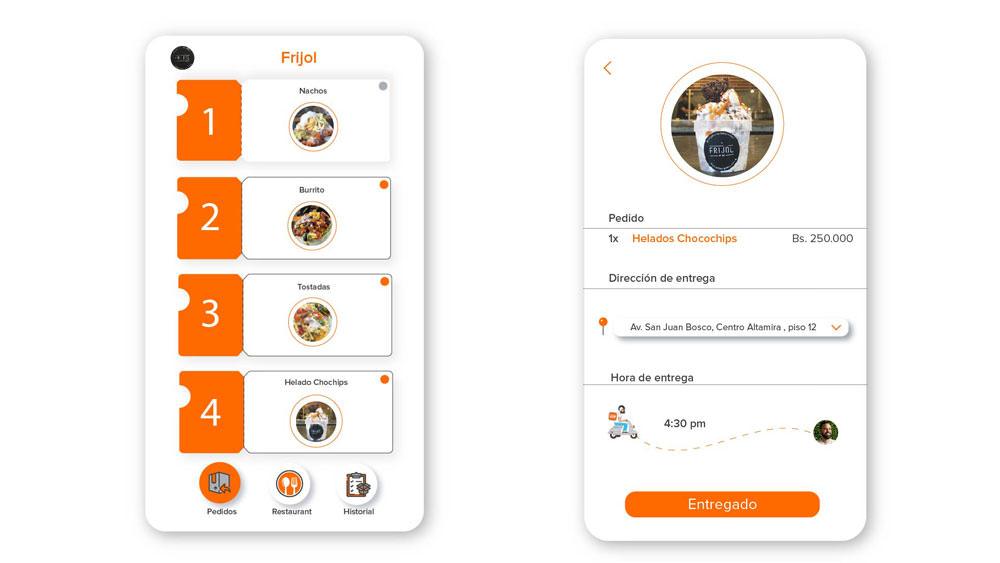 Frijol
1
Nachos
2
Burrito
3
Tostadas
4
Helado Chochips
Pedidos
Restaurant
Historial
FRIJOL
Pedido
1x Helados Chocochips Bs. 250.000
Dirección de entrega
Av. San Juan Bosco, Centro Altamira , piso 12
Hora de entrega
4:30 pm
Entregado